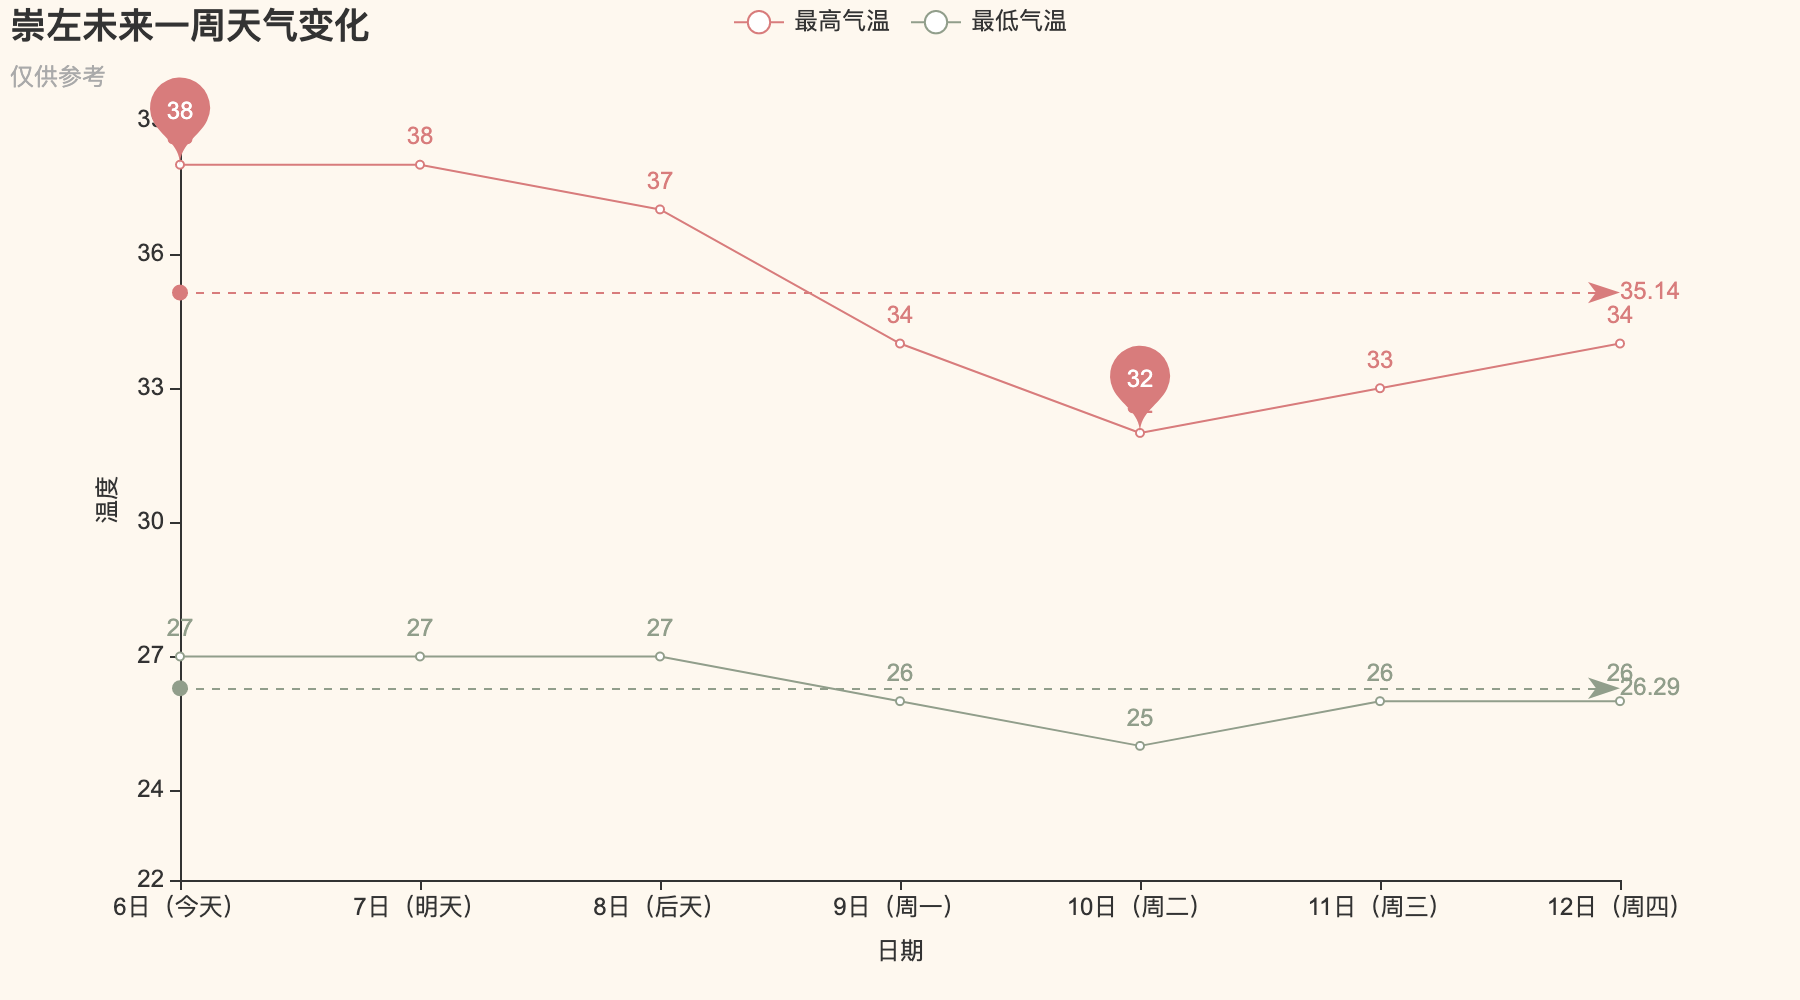 崇左未来一周天气变化
仅供参考
最高气温
最低气温
38
38
37
34
32
33
34
35.14
27
27
27
26
25
26
26
26.29
温度
36
33
30
27
24
22
6日（今天）
7日（明天）
8日（后天）
9日（周一）
10日（周二）
11日（周三）
12日（周四）
日期